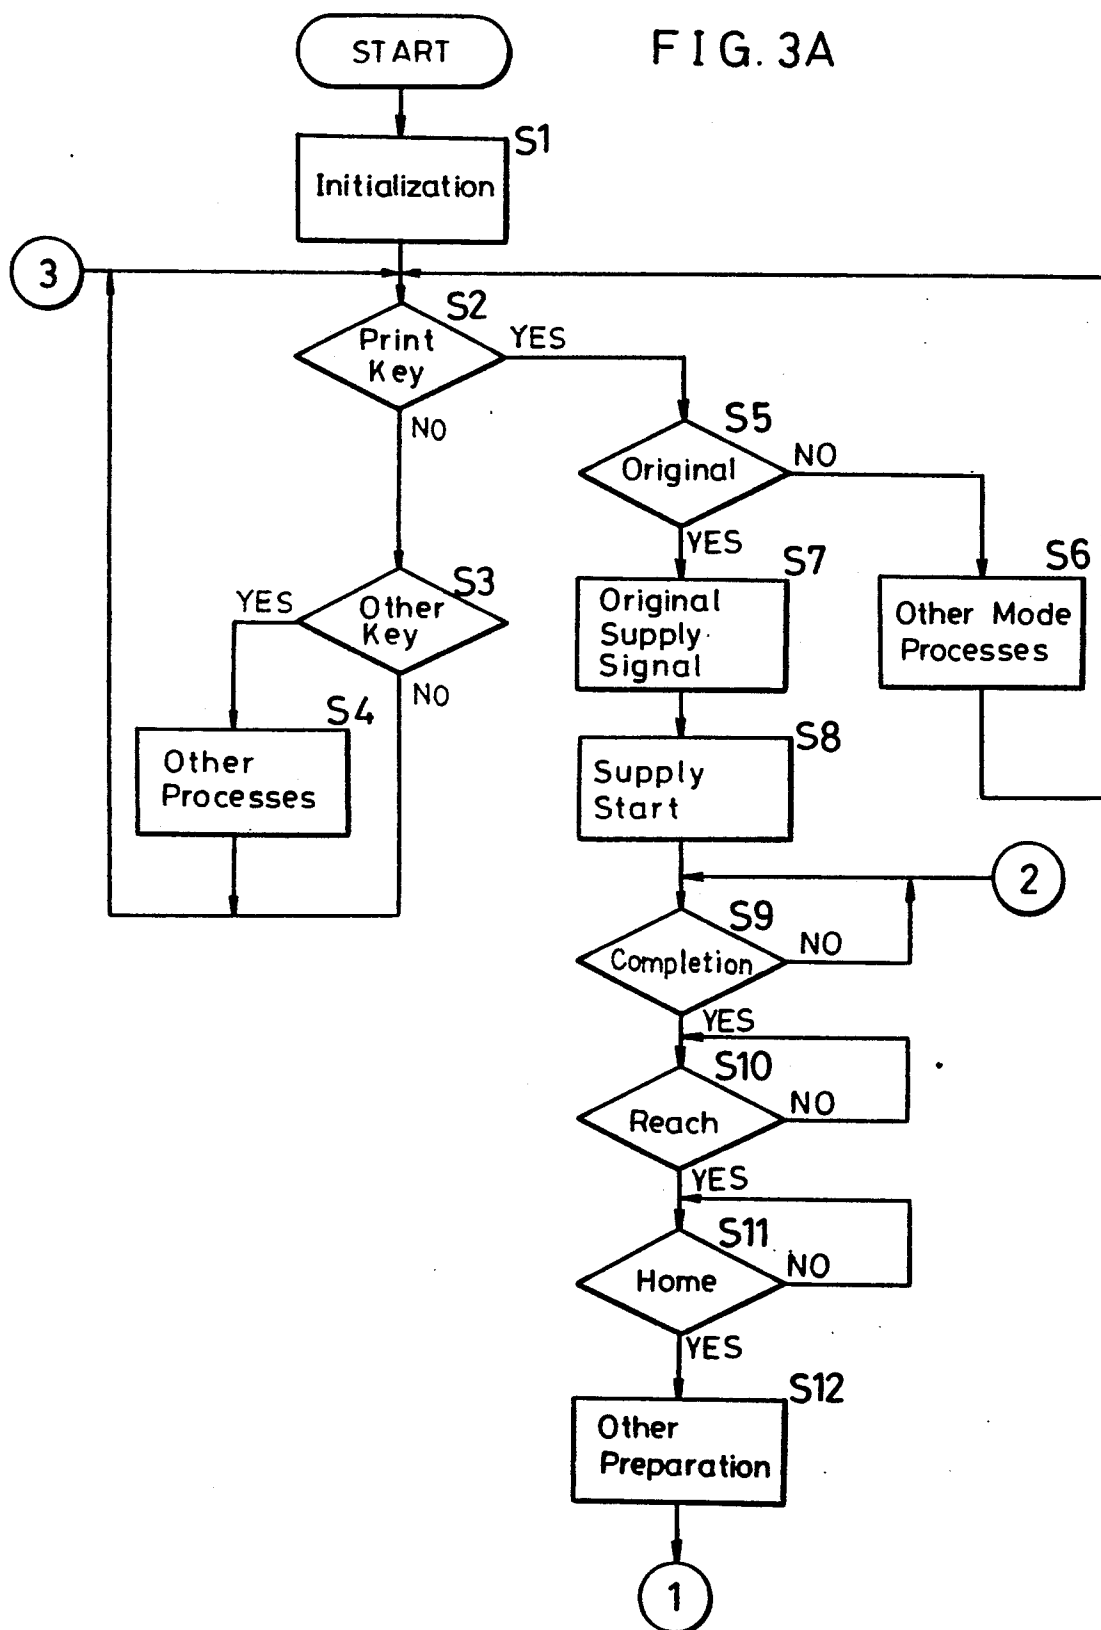 START
FIG. 3A
S1
Initialization
3
S2
Print
Key
YES
NO
S5
Original
NO
YES
S3
Other
Key
YES
NO
S7
Original
Supply
Signal
S6
Other Mode
Processes
S4
Other
Processes
S8
Supply
Start
2
S9
Completion
NO
YES
S10
Reach
NO
YES
S11
Home
NO
YES
S12
Other
Preparation
1